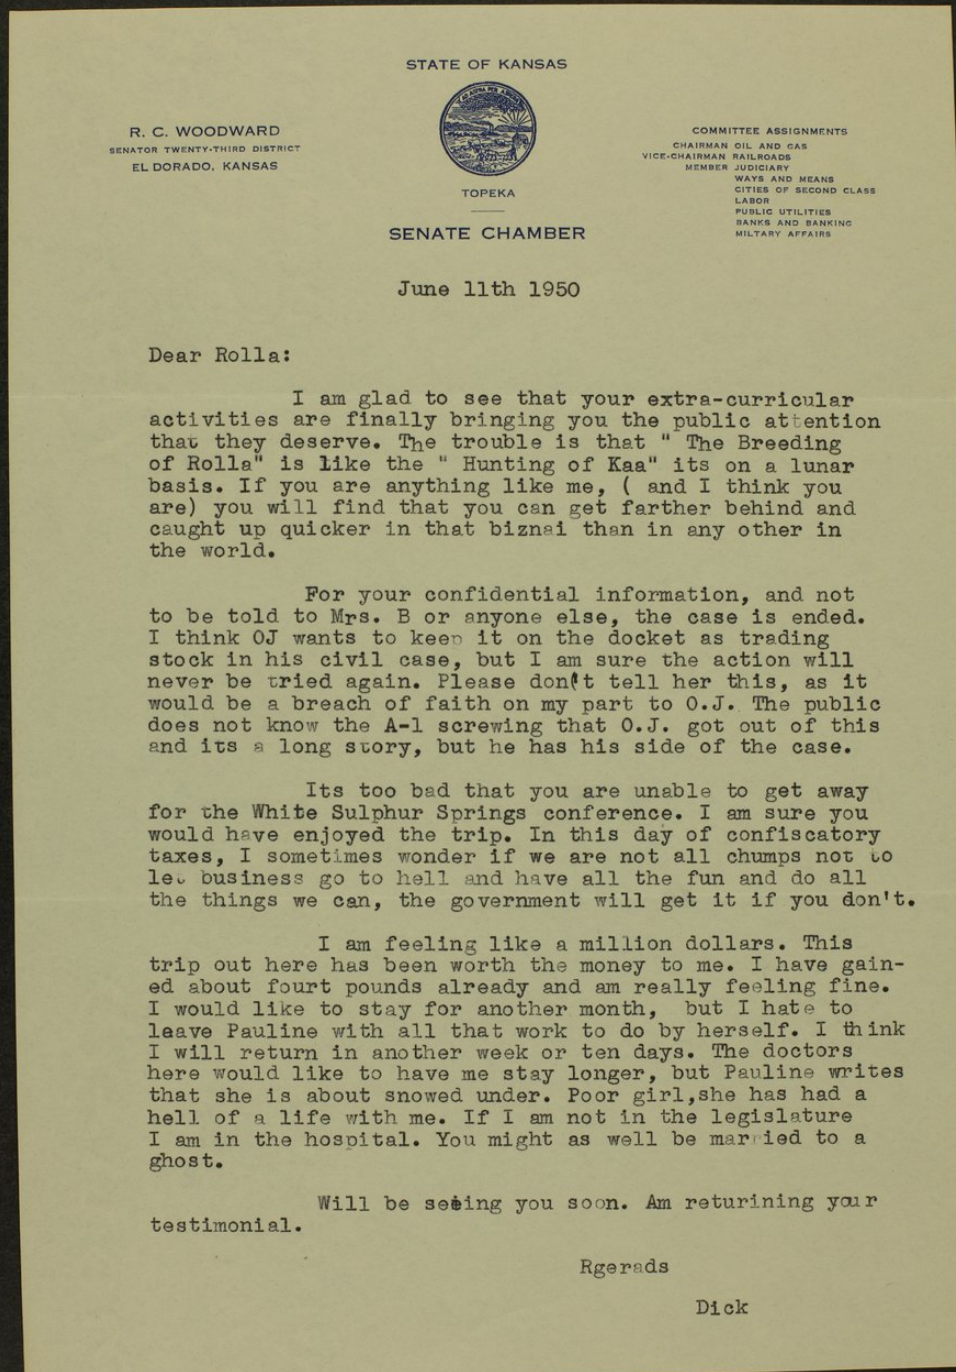 STATE OF KANSAS
R. C. WOODWARD
SENATOR TWENTY-THIRD DISTRICT
EL DORADO, KANSAS
TOPEKA
SENATE CHAMBER
COMMITTEE ASSIGNMENTS
CHAIRMAN OIL AND GAS
VICE-CHAIRMAN RAILROADS
MEMBER JUDICIARY
WAYS AND MEANS
CITIES OF SECOND CLASS
LABOR
PUBLIC UTILITIES
BANKS AND BANKING
MILTARY AFFAIRS
June 11th 1950
Dear Rolla:
I am glad to see that your extra-curricular
activities are finally bringing you the public attention
that they deserve. The trouble is that " The Breeding
of Rolla" is like the " Hunting of Kaa" its on a lunar
basis. If you are anything like me, ( and I think you
are) you will find that you can get farther behind and
caught up quicker in that biznai than in any other in
the world.
For your confidential information, and not
to be told to Mrs. B or anyone else, the case is ended.
I think OJ wants to keep it on the docket as trading
stock in his civil case, but I am sure the action will
never be tried again. Please don't tell her this, as it
would be a breach of faith on my part to O.J. The public
does not know the A-1 screwing that O.J. got out of this
and its a long story, but he has his side of the case.
Its too bad that you are unable to get away
for the White Sulphur Springs conference. I am sure you
would have enjoyed the trip. In this day of confiscatory
taxes, I sometimes wonder if we are not all chumps not to
let business go to hell and have all the fun and do all
the things we can, the government will get it if you don't.
I am feeling like a million dollars. This
trip out here has been worth the money to me. I have gain-
ed about fourt pounds already and am really feeling fine.
I would like to stay for another month, but I hate to
leave Pauline with all that work to do by herself. I think
I will return in another week or ten days. The doctors
here would like to have me stay longer, but Pauline writes
that she is about snowed under. Poor girl,she has had a
hell of a life with me. If I am not in the legislature
I am in the hospital. You might as well be married to a
ghost.
Will be seeing you soon. Am returining your
testimonial.
Rgerads
Dick